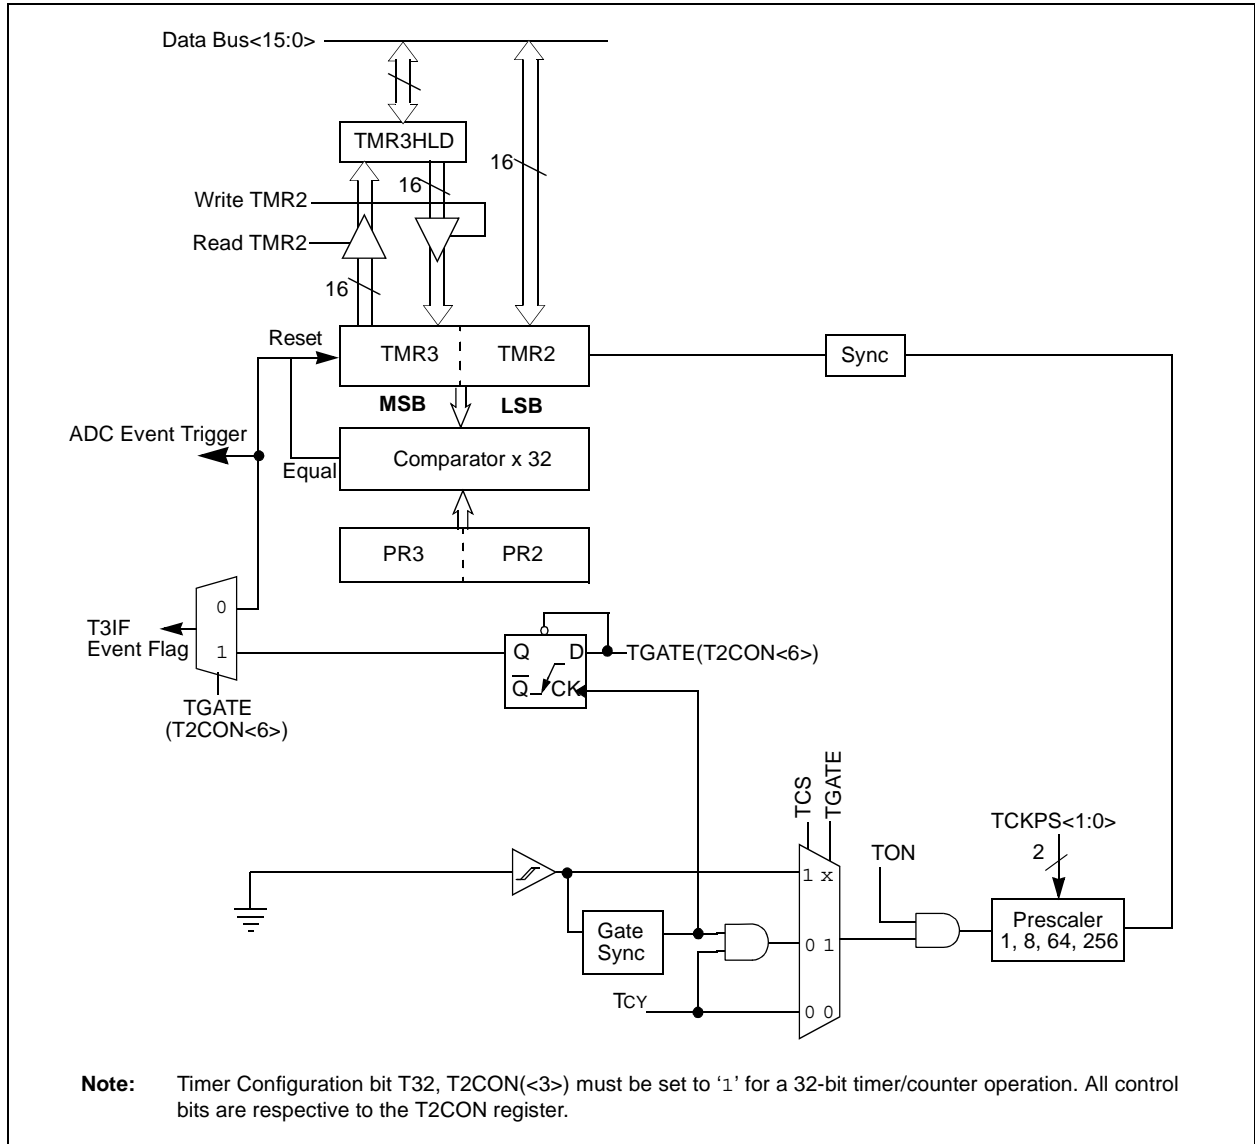 Data Bus<15:0>
TMR3HLD
16
16
Write TMR2
Read TMR2
16
Reset
TMR3
TMR2
Sync
MSB
LSB
ADC Event Trigger
Equal
Comparator x 32
PR3
PR2
0
T3IF
Event Flag
1
Q
D
TGATE(T2CON<6>)
Q
CK
TGATE
(T2CON<6>)
TCS
TGATE
TCKPS<1:0>
2
TON
1 x
Gate
Sync
0 1
Prescaler
1, 8, 64, 256
TCY
0 0
Note: Timer Configuration bit T32, T2CON(<3>) must be set to ‘1’ for a 32-bit timer/counter operation. All control
bits are respective to the T2CON register.